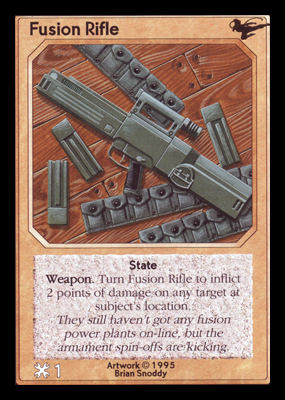 Fusion Rifle
State
Weapon. Turn Fusion Rifle to inflict
2 points of damage on any target at
subject's location.
They still haven't got any fusion
power plants on-line, but the
armament spin-offs are kicking.
1
Artwork © 1995
Brian Snoddy